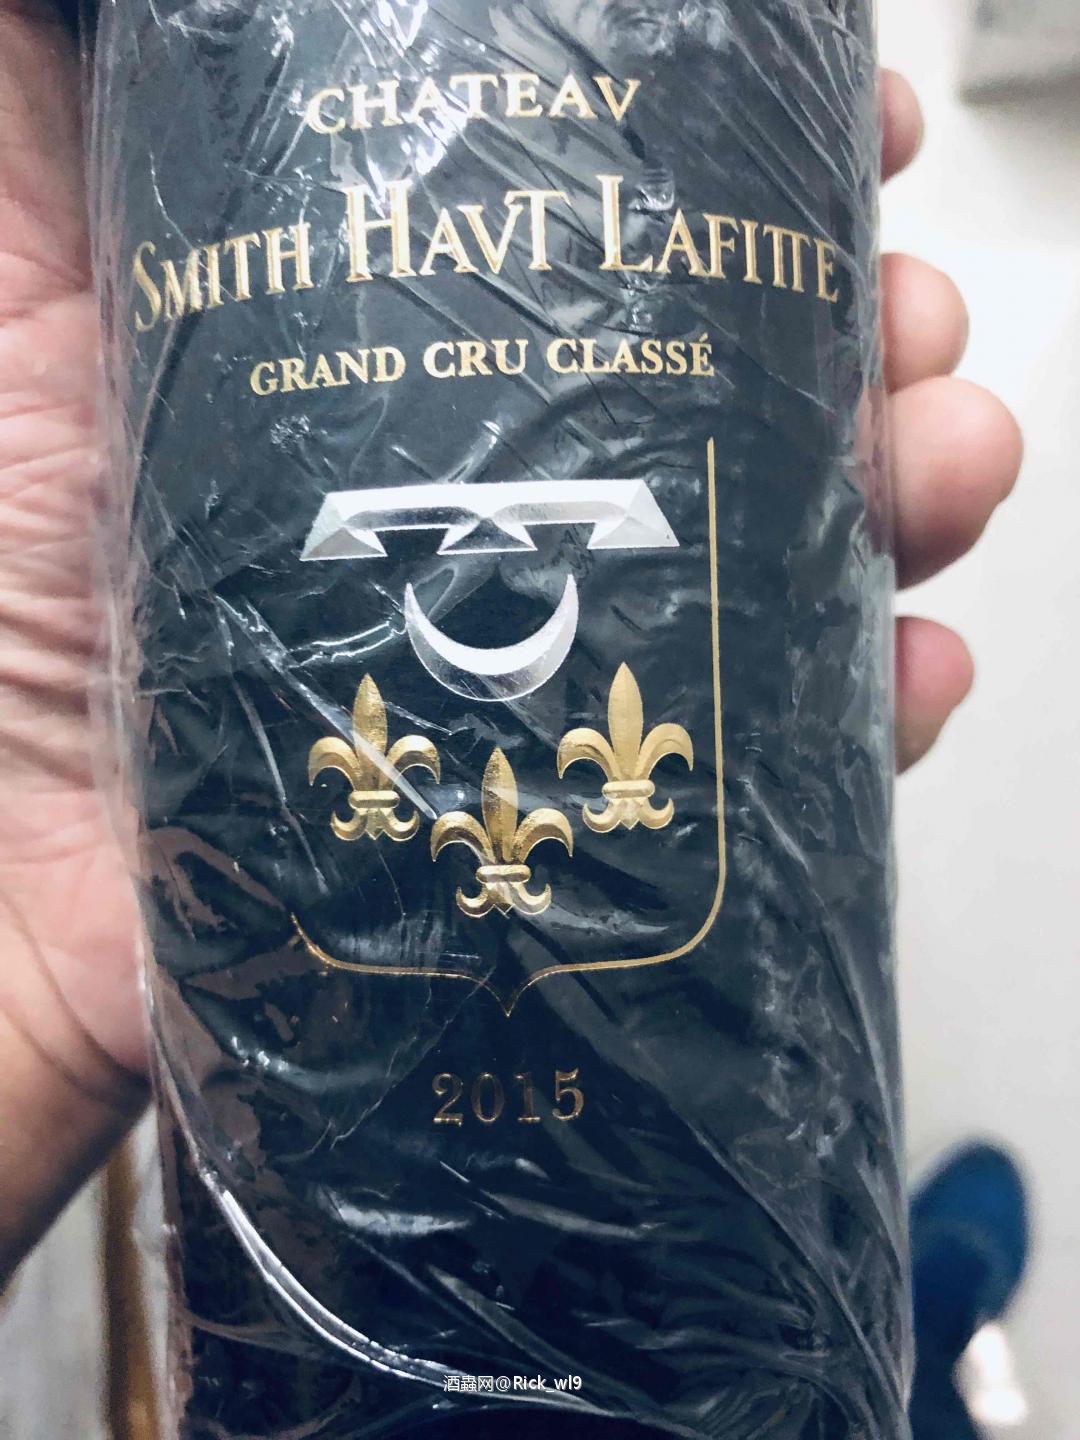 CHATEAV
SMITH HAVT LAFITTE
GRAND CRU CLASSÉ
2015
酒蟲网@Rick_wl9